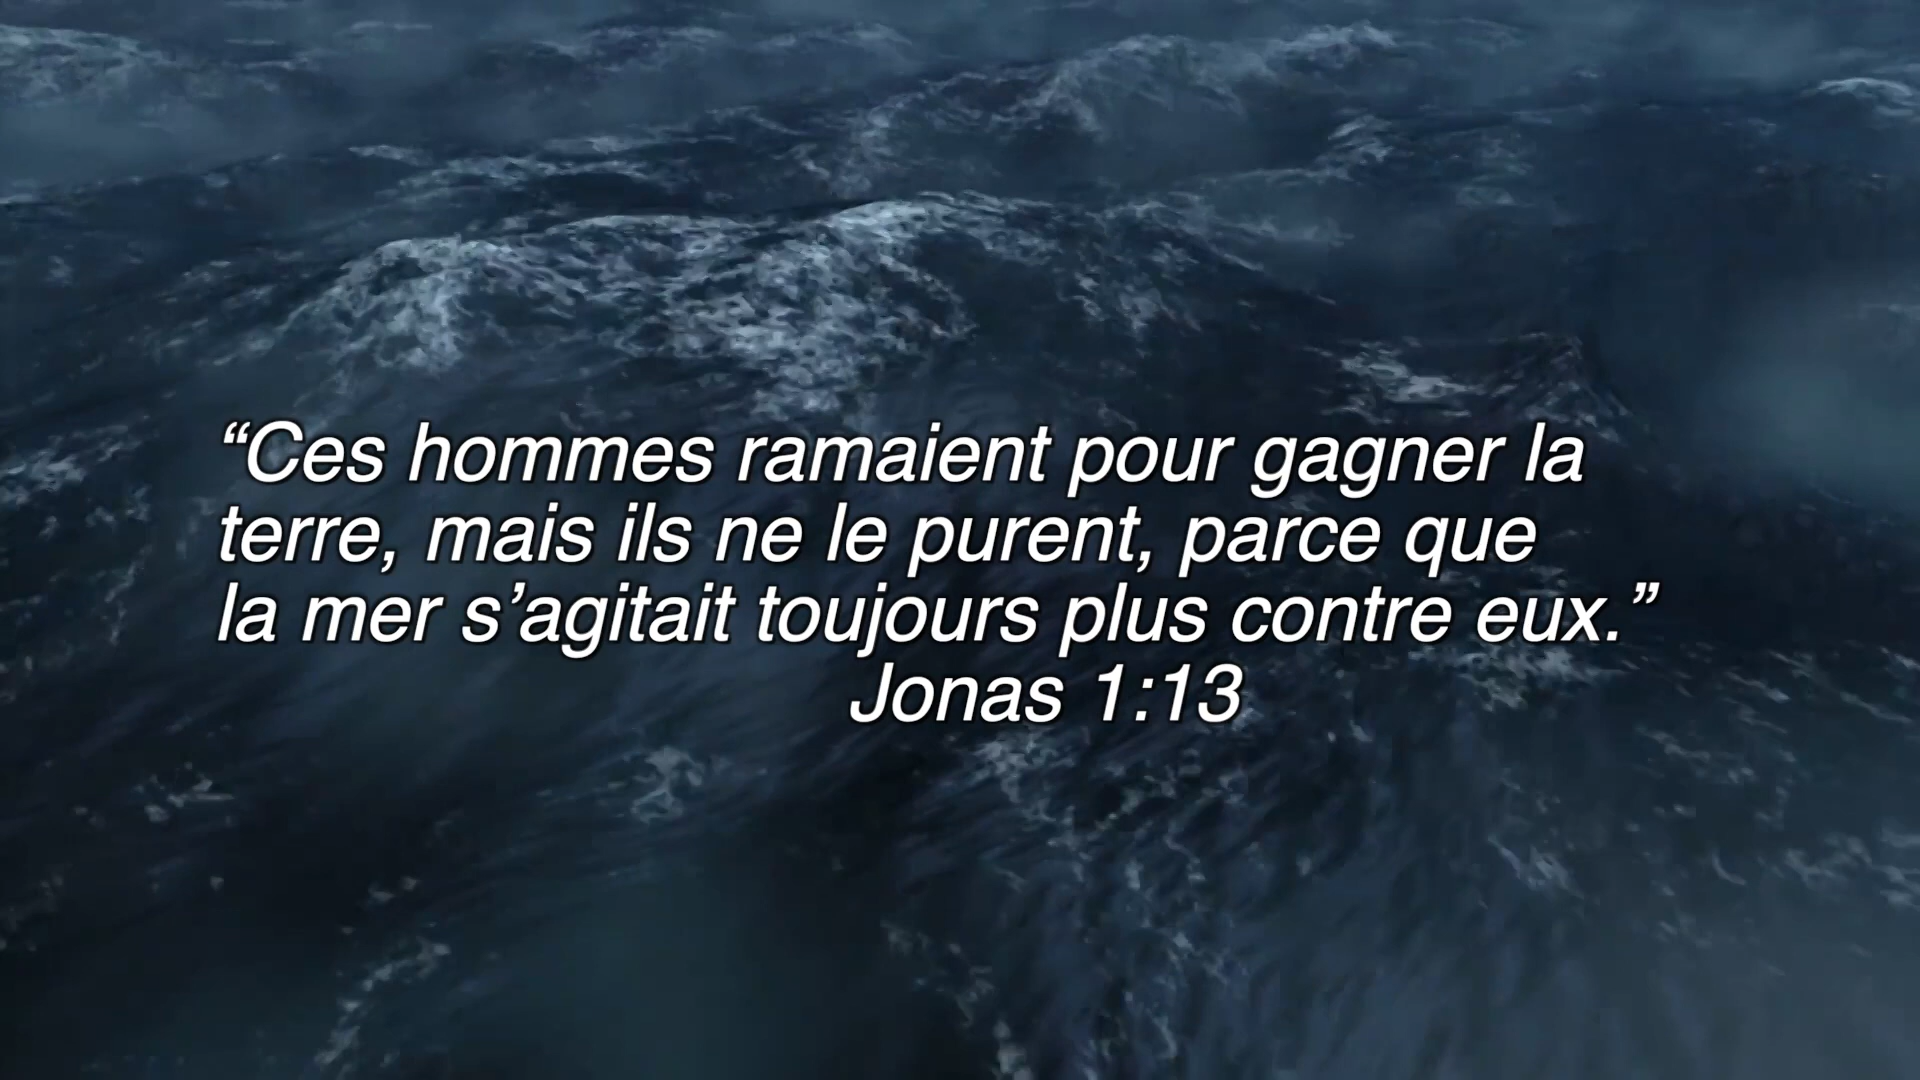 “Ces hommes ramaient pour gagner la
terre, mais ils ne le purent, parce que
la mer s’agitait toujours plus contre eux.”
Jonas 1:13